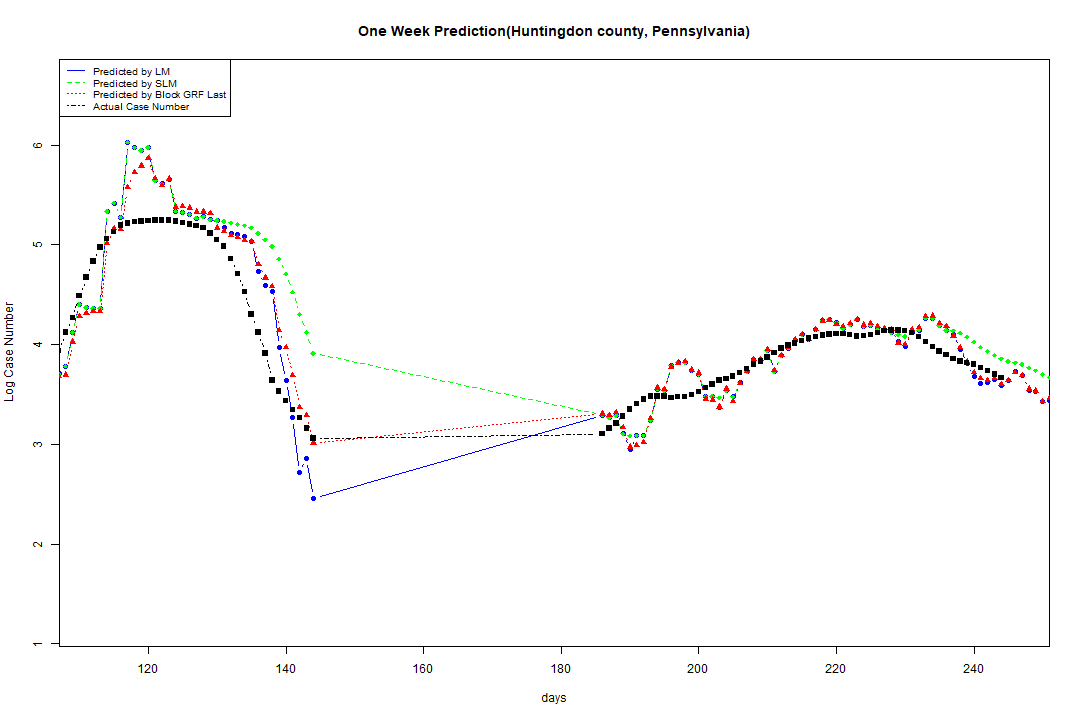 One Week Prediction(Huntingdon county, Pennsylvania)
Predicted by LM
Predicted by SLM
Predicted by Block GRF Last
Actual Case Number
Log Case Number
6
5
4
3
2
1
120 140 160 180 200 220 240
days